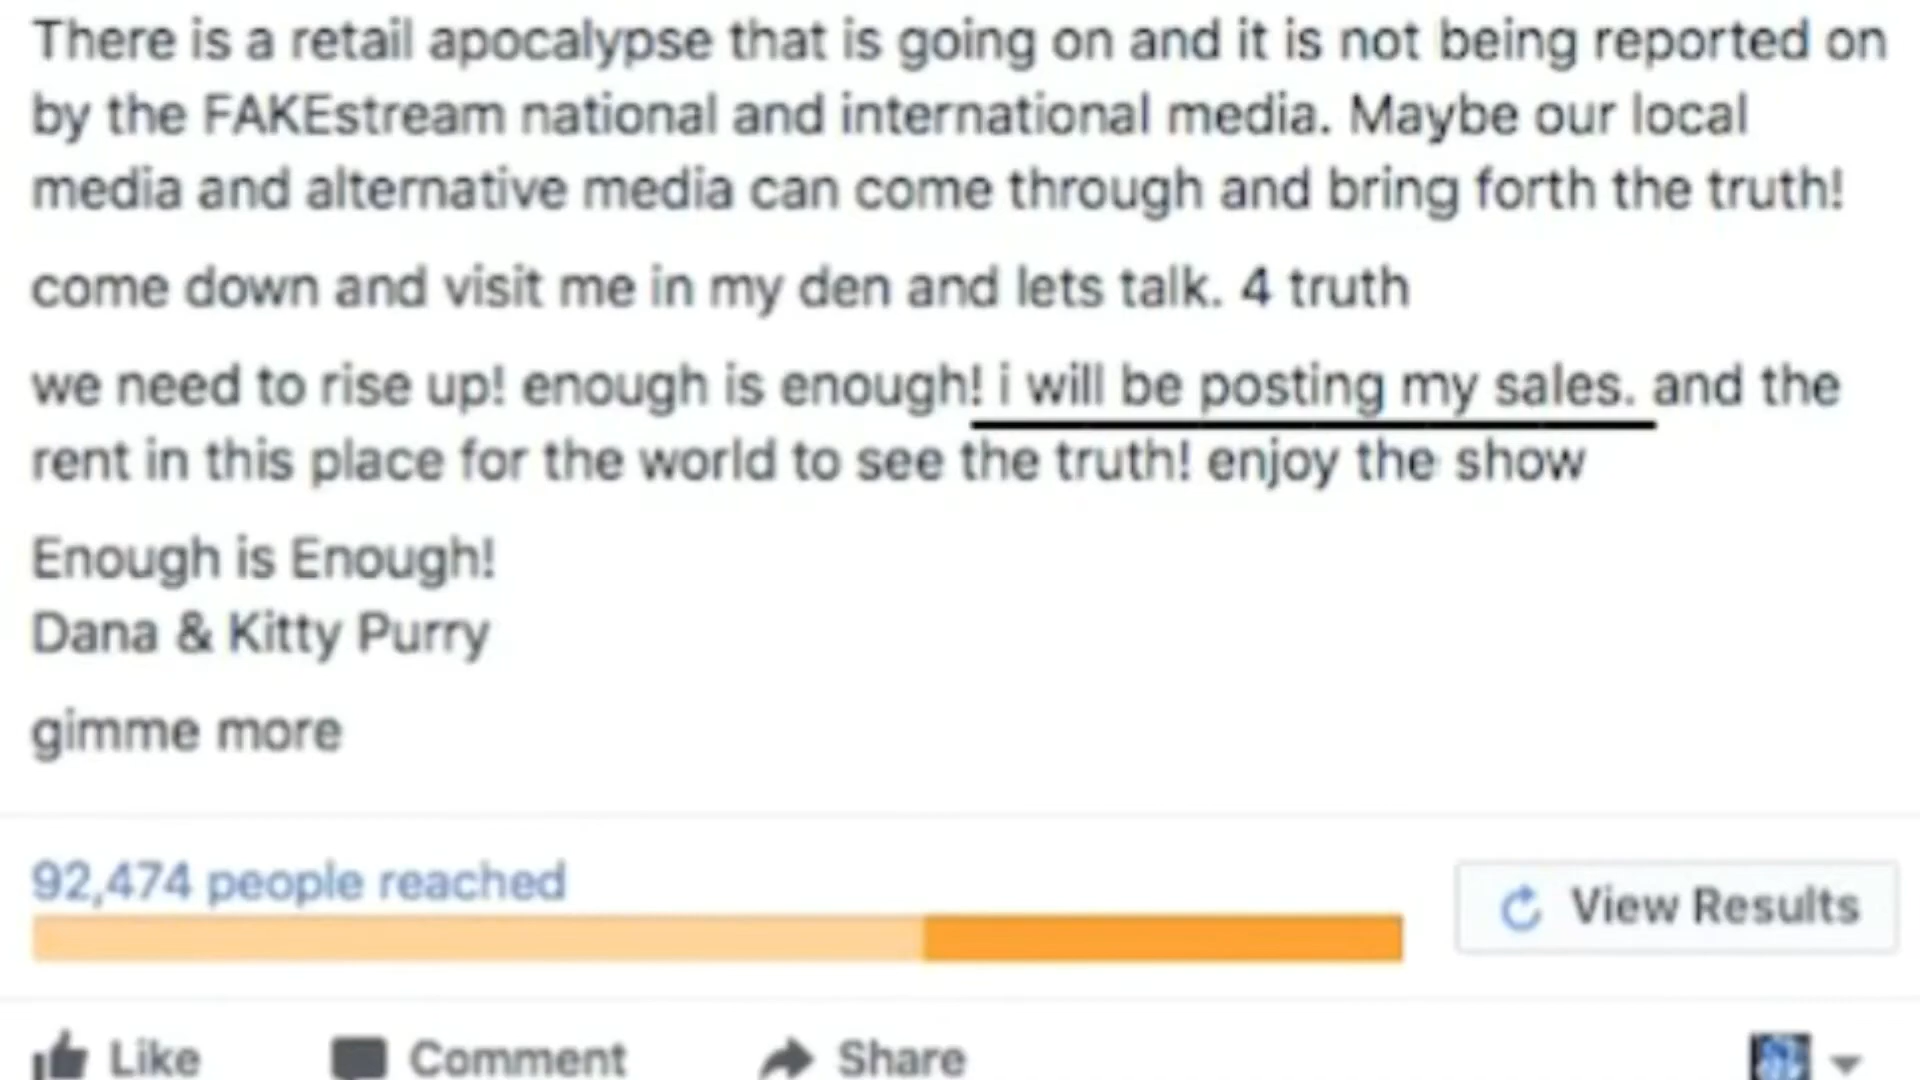 There is a retail apocalypse that is going on and it is not being reported on
by the FAKEstream national and international media. Maybe our local
media and alternative media can come through and bring forth the truth!
come down and visit me in my den and lets talk. 4 truth
we need to rise up! enough is enough! i will be posting my sales. and the
rent in this place for the world to see the truth! enjoy the show
Enough is Enough!
Dana & Kitty Purry
gimme more
92,474 people reached
View Results
Like Comment Share